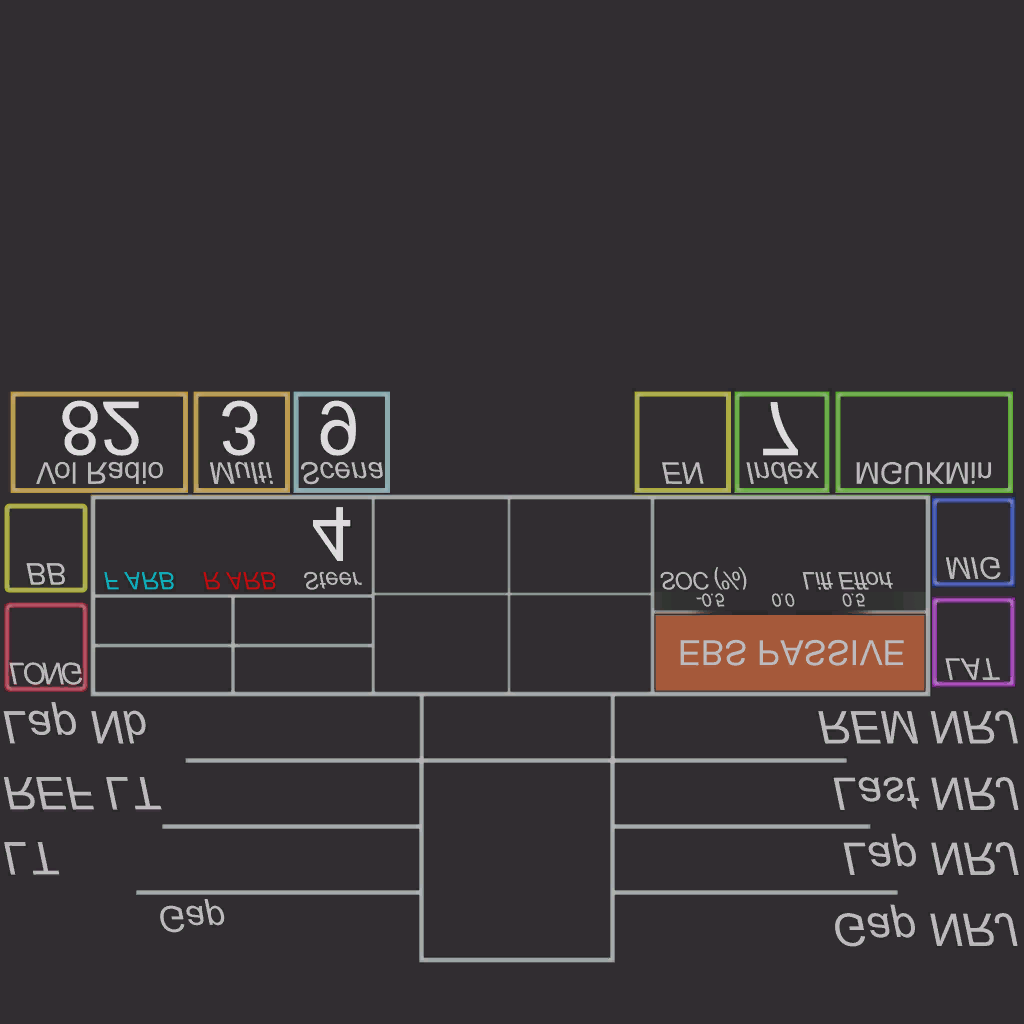 Gap
Gap NRJ
LT
Lap NRJ
REF LT
Last NRJ
Lap Nb
REM NRJ
LONG
EBS PASSIVE
LAT
-0.5 0.0 0.5
BB
F ARB
R ARB
Steer
4
SOC (%)
Lift Effort
MIG
Vol Radio
82
Multi
3
Scena
9
EN
Index
7
MGUKMin